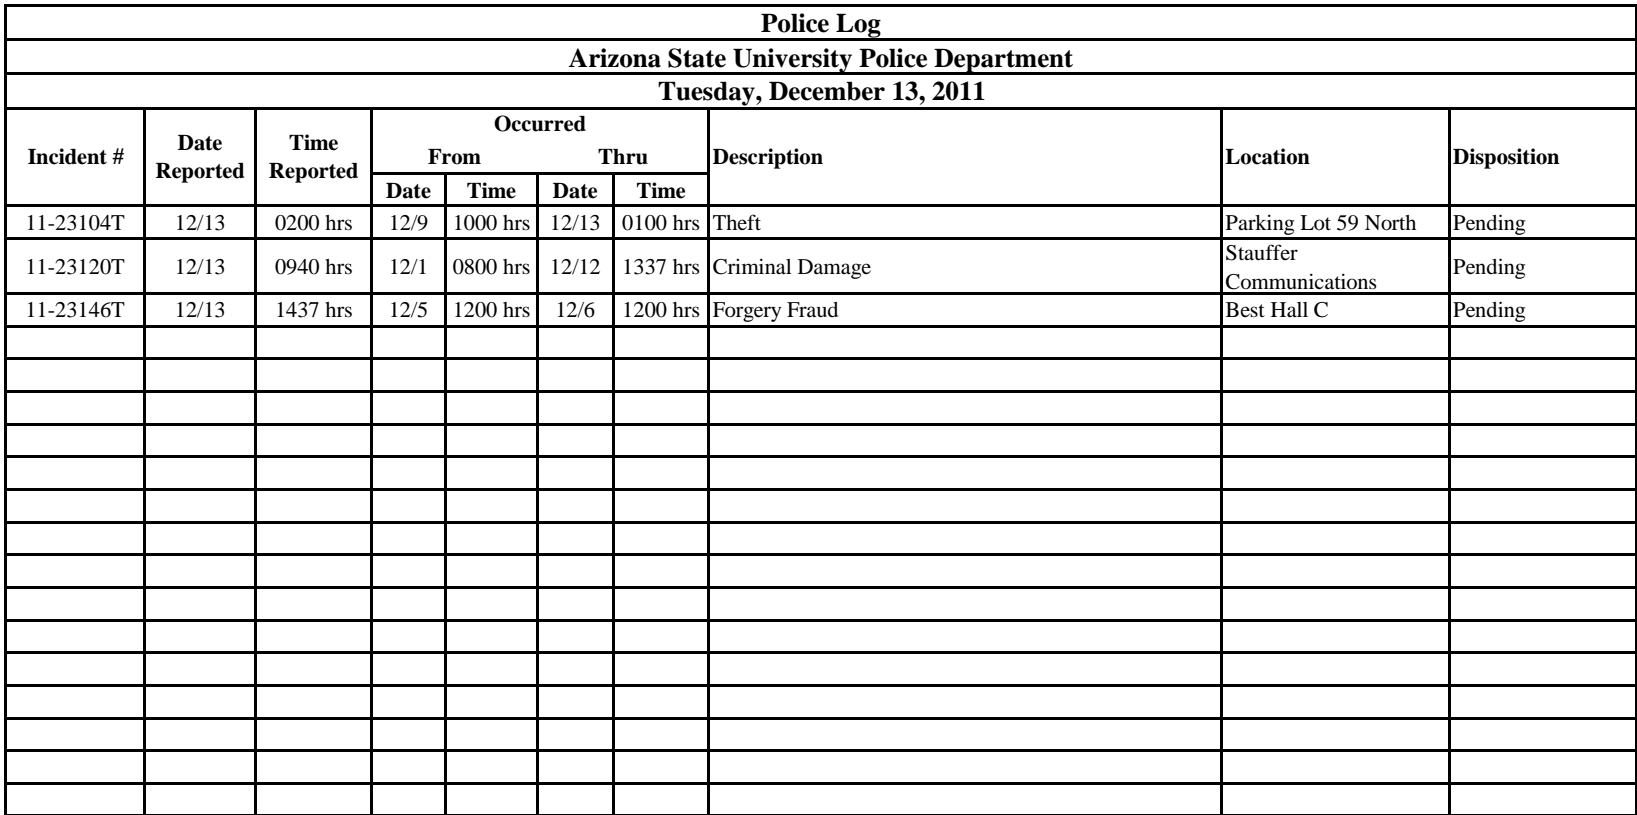 Police Log
Arizona State University Police Department
Tuesday, December 13, 2011
Incident # Date Reported Time Reported Occurred Description Location Disposition
From Thru
Date Time Date Time
11-23104T 12/13 0200 hrs 12/9 1000 hrs 12/13 0100 hrs Theft Parking Lot 59 North Pending
11-23120T 12/13 0940 hrs 12/1 0800 hrs 12/12 1337 hrs Criminal Damage Stauffer Communications Pending
11-23146T 12/13 1437 hrs 12/5 1200 hrs 12/6 1200 hrs Forgery Fraud Best Hall C Pending